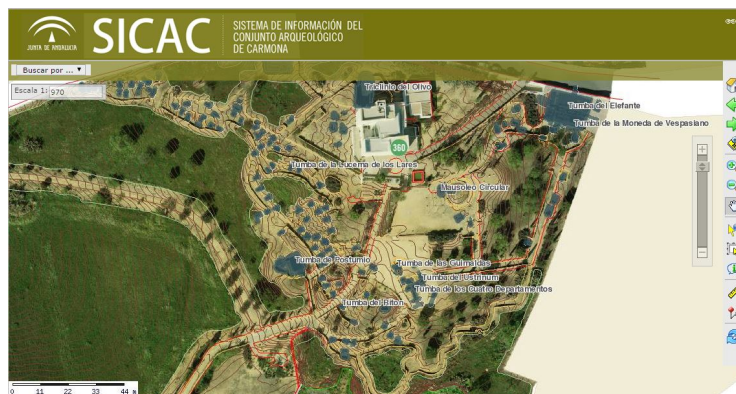 JUNTA DE ANDALUCIA
SICAC
SISTEMA DE INFORMACIÓN DEL
CONJUNTO ARQUEOLÓGICO
DE CARMONA
Buscar por ... ▼
Escala 1: 970
Triclinio del Olivo
Tumba del Elefante
Tumba de la Moneda de Vespasiano
360
Tumba de la Lucerna de los Lares
Mausoleo Circular
Tumba de Postumio
Tumba de las Guirnaldas
Tumba del Ustrinum
Tumba de los Cuatro Departamentos
0 11 22 33 44 m